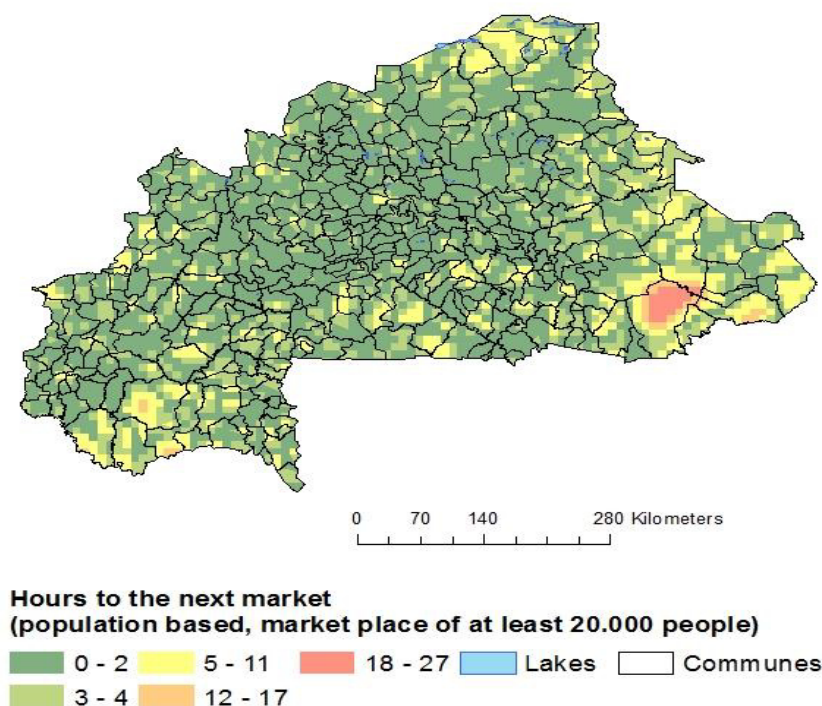 0 70 140 280 Kilometers
Hours to the next market
(population based, market place of at least 20.000 people)
0 - 2 5 - 11 18 - 27 Lakes Communes
3 - 4 12 - 17